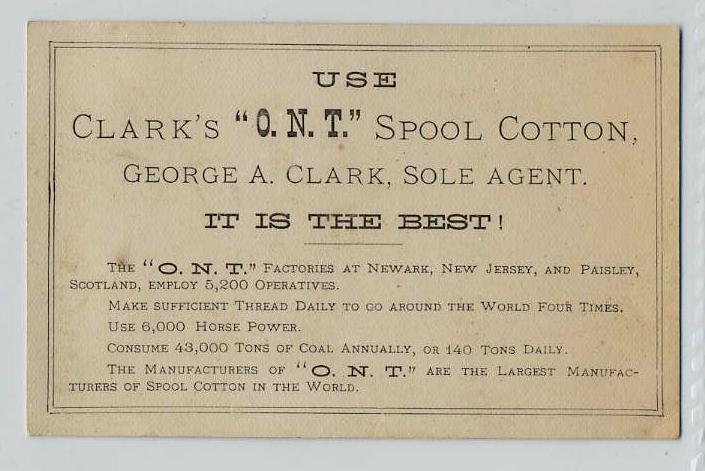 USE
CLARK'S "O. N. T." SPOOL COTTON,
GEORGE A. CLARK, SOLE AGENT.
IT IS THE BEST!
THE "O. N. T." FACTORIES AT NEWARK, NEW JERSEY, AND PAISLEY,
SCOTLAND, EMPLOY 5,200 OPERATIVES.
MAKE SUFFICIENT THREAD DAILY TO GO AROUND THE WORLD FOUR TIMES.
USE 6,000 HORSE POWER.
CONSUME 43,000 TONS OF COAL ANNUALLY, OR 140 TONS DAILY.
THE MANUFACTURERS OF "O. N. T." ARE THE LARGEST MANUFAC-
TURERS OF SPOOL COTTON IN THE WORLD.